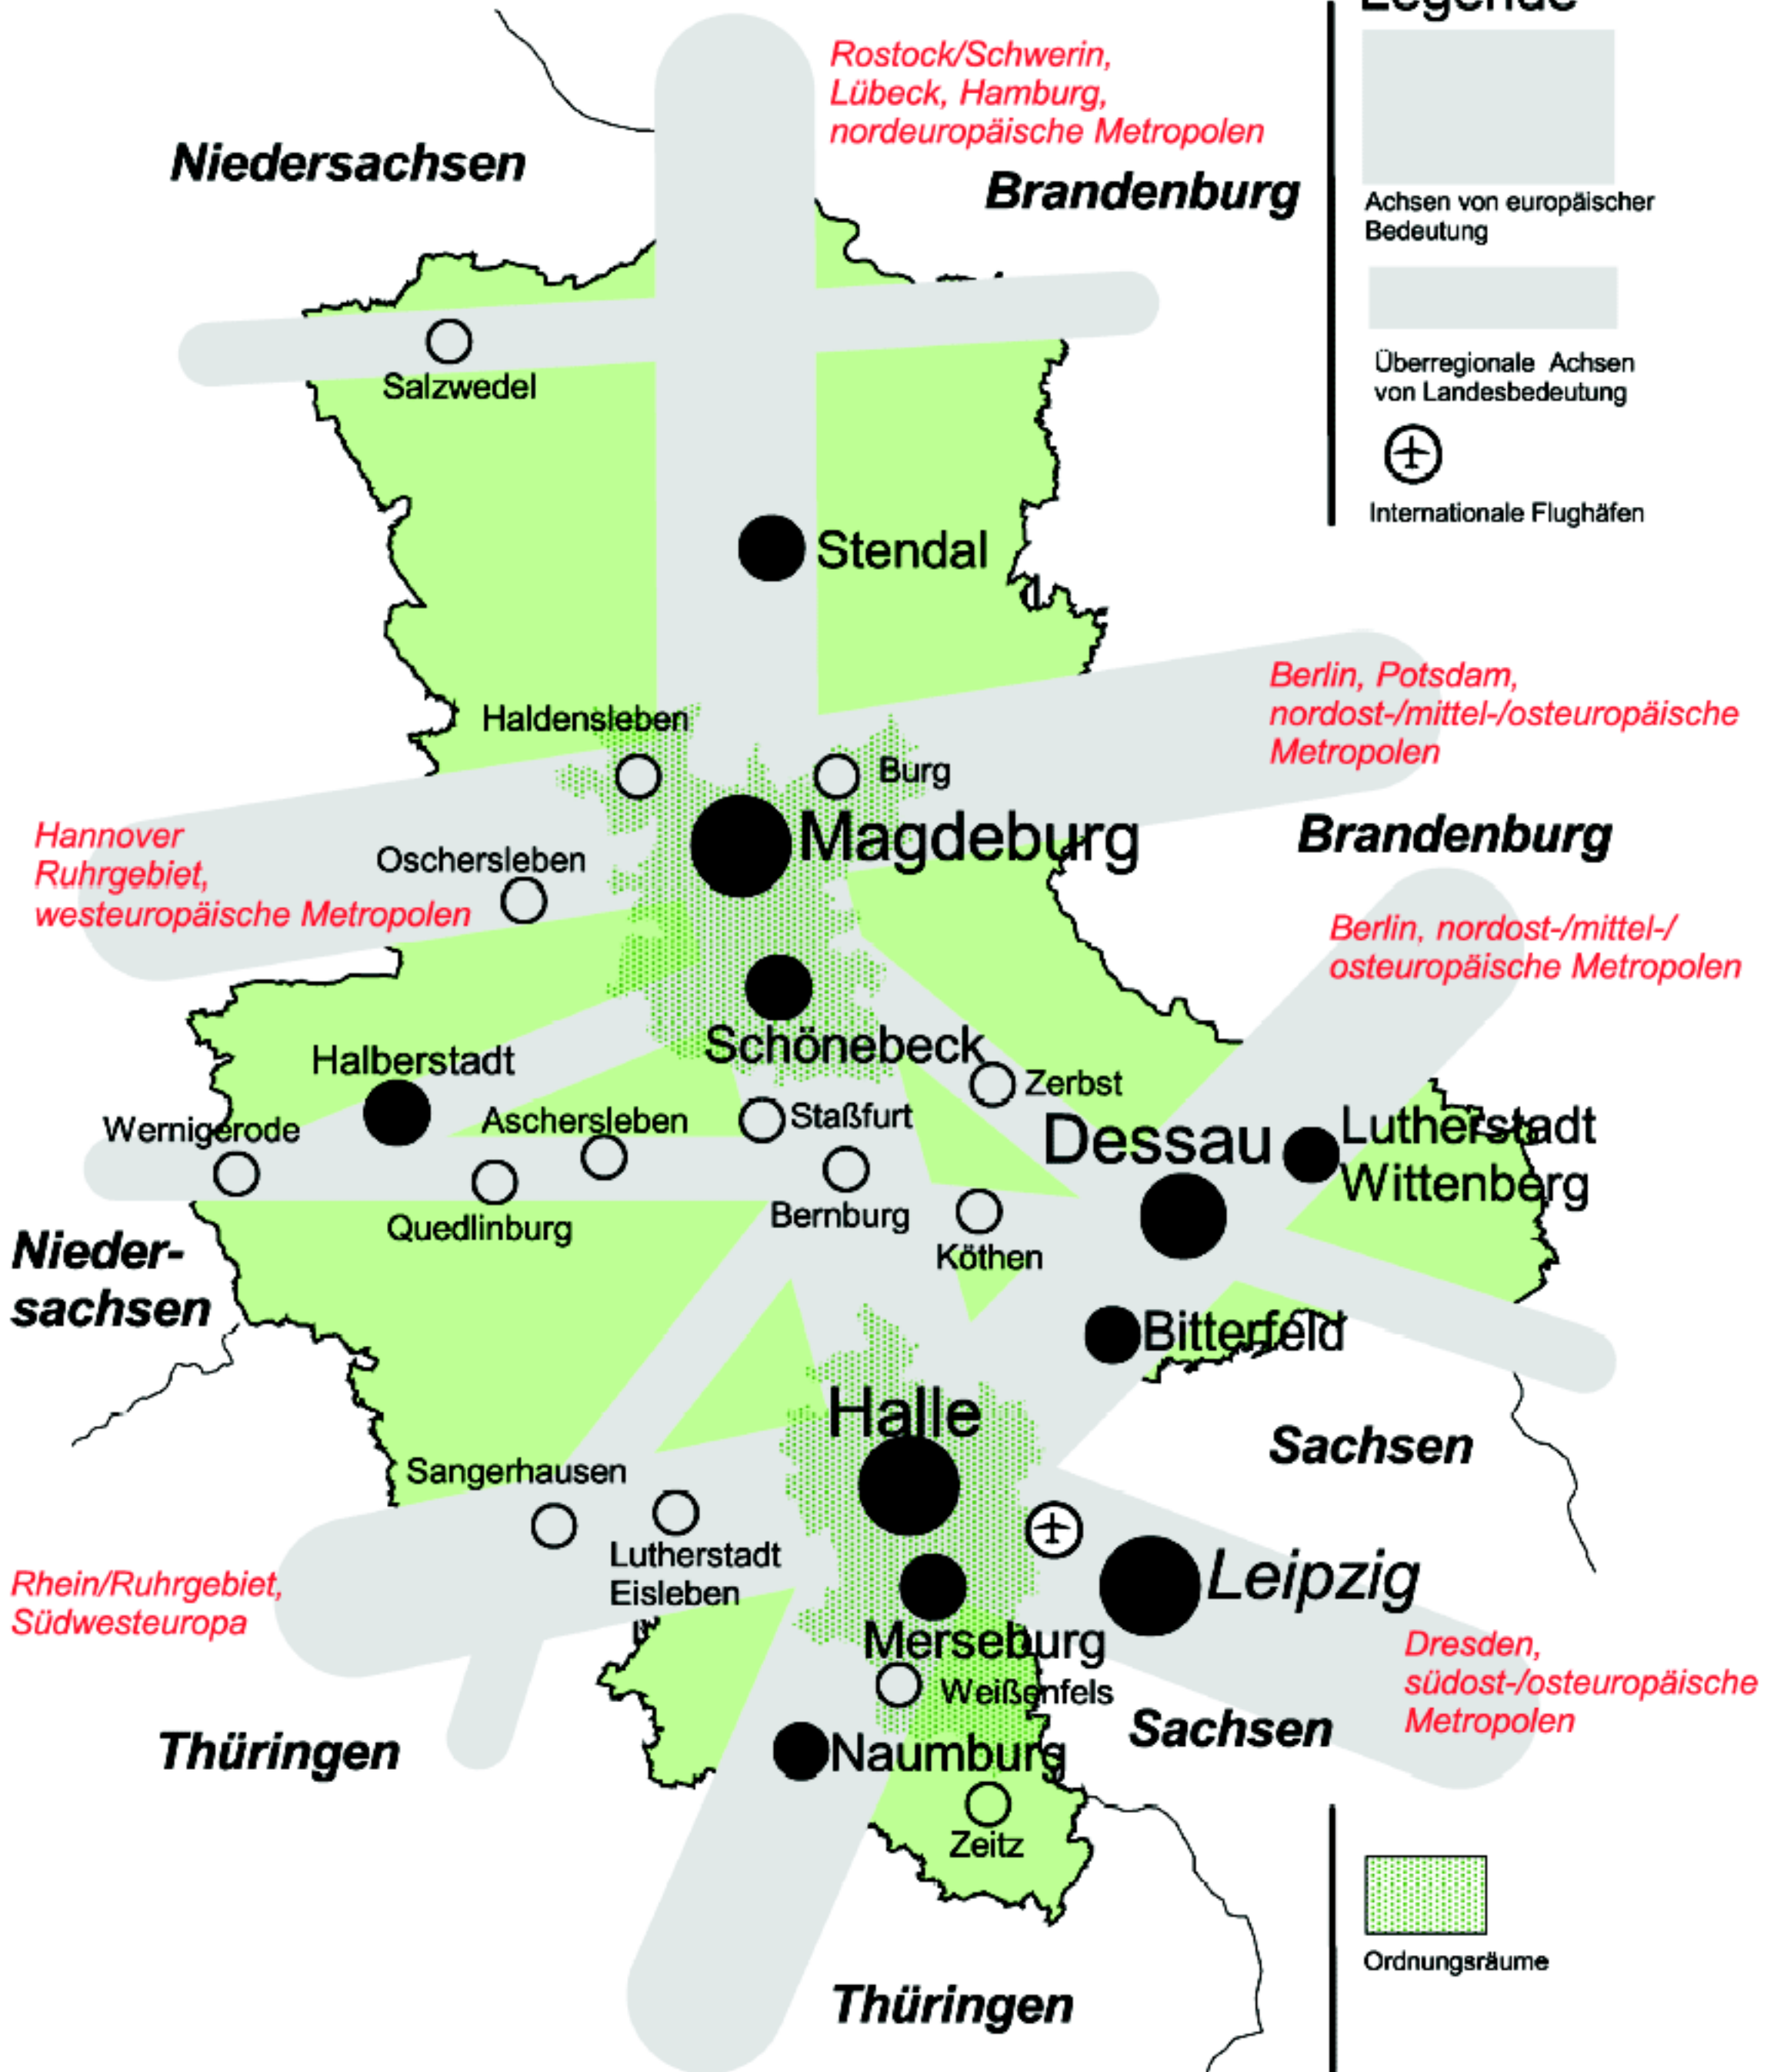 Legende
Rostock/Schwerin,
Lübeck, Hamburg,
nordeuropäische Metropolen
Niedersachsen
Brandenburg
Achsen von europäischer
Bedeutung
Überregionale Achsen
von Landesbedeutung
Internationale Flughäfen
Salzwedel
Stendal
Berlin, Potsdam,
nordost-/mittel-/osteuropäische
Metropolen
Haldensleben
Burg
Magdeburg
Brandenburg
Hannover
Ruhrgebiet,
westeuropäische Metropolen
Oschersleben
Berlin, nordost-/mittel-/
osteuropäische Metropolen
Schönebeck
Halberstadt
Zerbst
Wernigerode
Aschersleben
Staßfurt
Dessau
Lutherstadt
Wittenberg
Quedlinburg
Bernburg
Köthen
Nieder-
sachsen
Bitterfeld
Halle
Sachsen
Sangerhausen
Lutherstadt
Eisleben
Leipzig
Rhein/Ruhrgebiet,
Südwesteuropa
Merseburg
Weißenfels
Dresden,
südost-/osteuropäische
Metropolen
Sachsen
Thüringen
Naumburg
Zeitz
Ordnungsräume
Thüringen